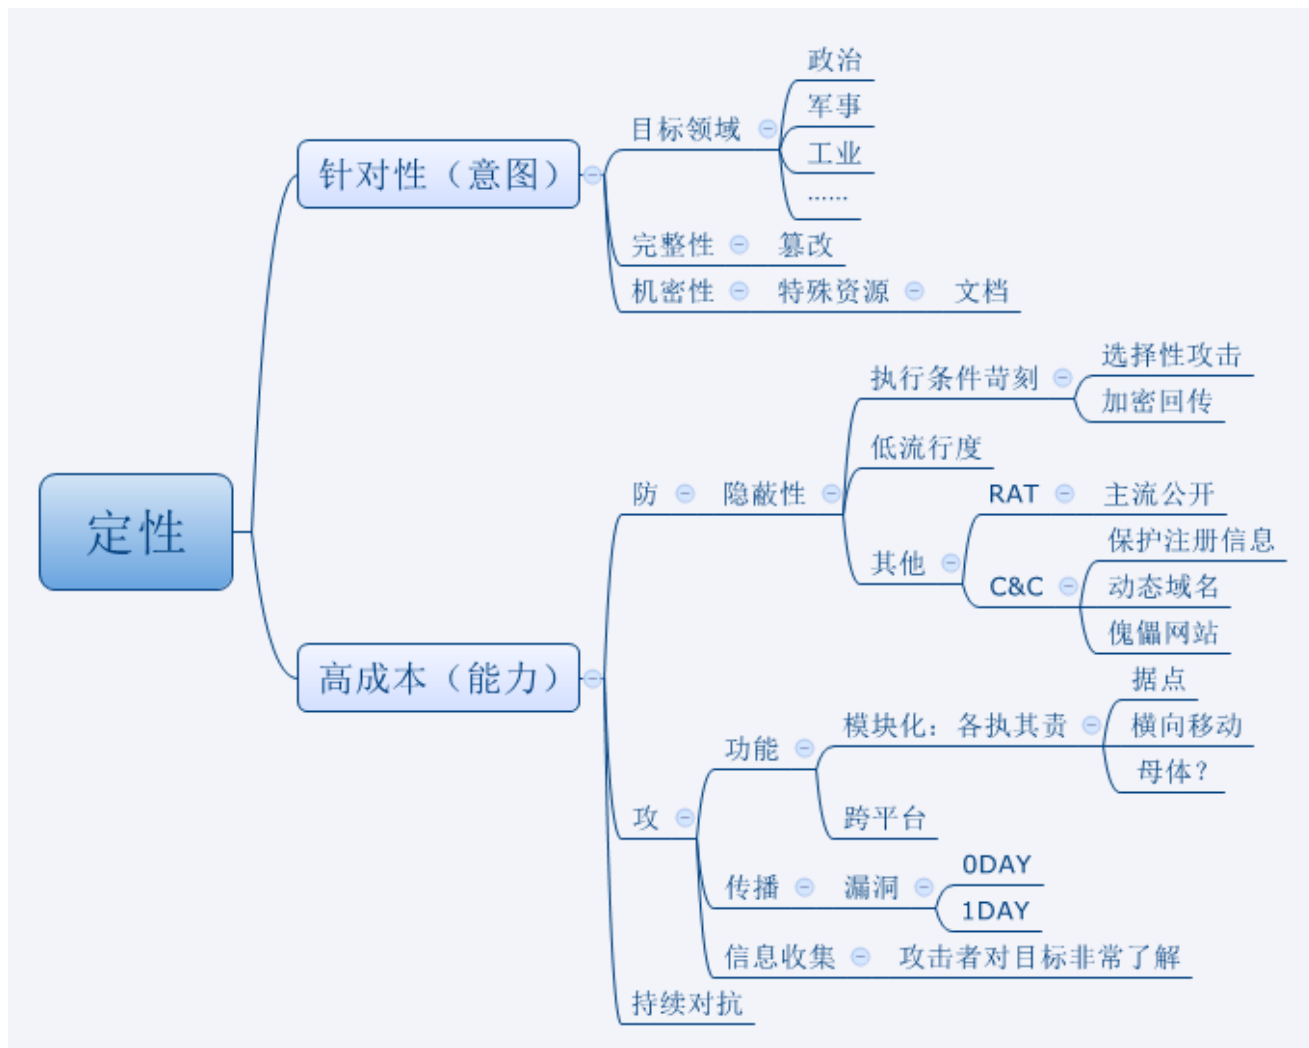 定性
针对性（意图）
目标领域
政治
军事
工业
......
完整性
篡改
机密性
特殊资源
文档
高成本（能力）
防
隐蔽性
执行条件苛刻
选择性攻击
加密回传
低流行度
其他
RAT
主流公开
C&C
保护注册信息
动态域名
傀儡网站
攻
功能
模块化：各执其责
据点
横向移动
母体？
跨平台
传播
漏洞
0DAY
1DAY
信息收集
攻击者对目标非常了解
持续对抗